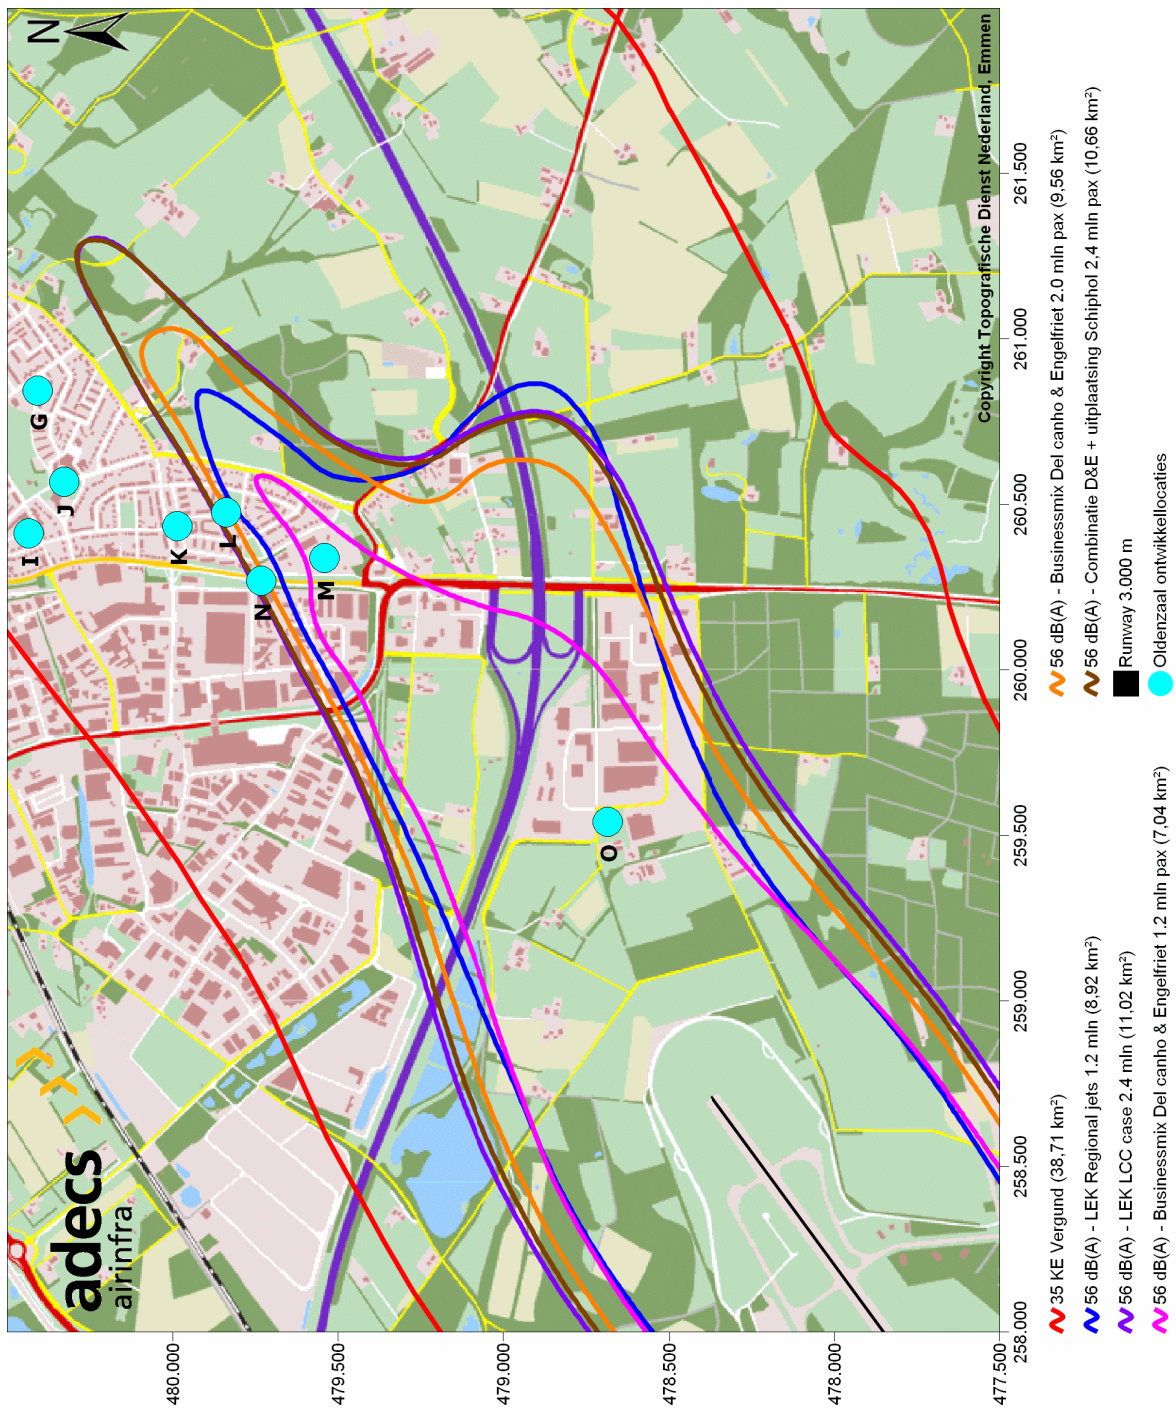 N
adecs
airinfra
G
J
I
K
L
N
M
O
Copyright Topografische Dienst Nederland, Emmen
480.000
479.500
479.000
478.500
478.000
477.500
258.000
258.500
259.000
259.500
260.000
260.500
261.000
261.500
35 KE Vergund (38,71 km²)
56 dB(A) - LEK Regional jets 1.2 mln (8,92 km²)
56 dB(A) - LEK LCC case 2.4 mln (11,02 km²)
56 dB(A) - Businessmix Del canho & Engelfriet 1.2 mln pax (7,04 km²)
56 dB(A) - Businessmix Del canho & Engelfriet 2.0 mln pax (9,56 km²)
56 dB(A) - Combinatie D&E + uitplaatsing Schiphol 2,4 mln pax (10,66 km²)
Runway 3.000 m
Oldenzaal ontwikkellocaties